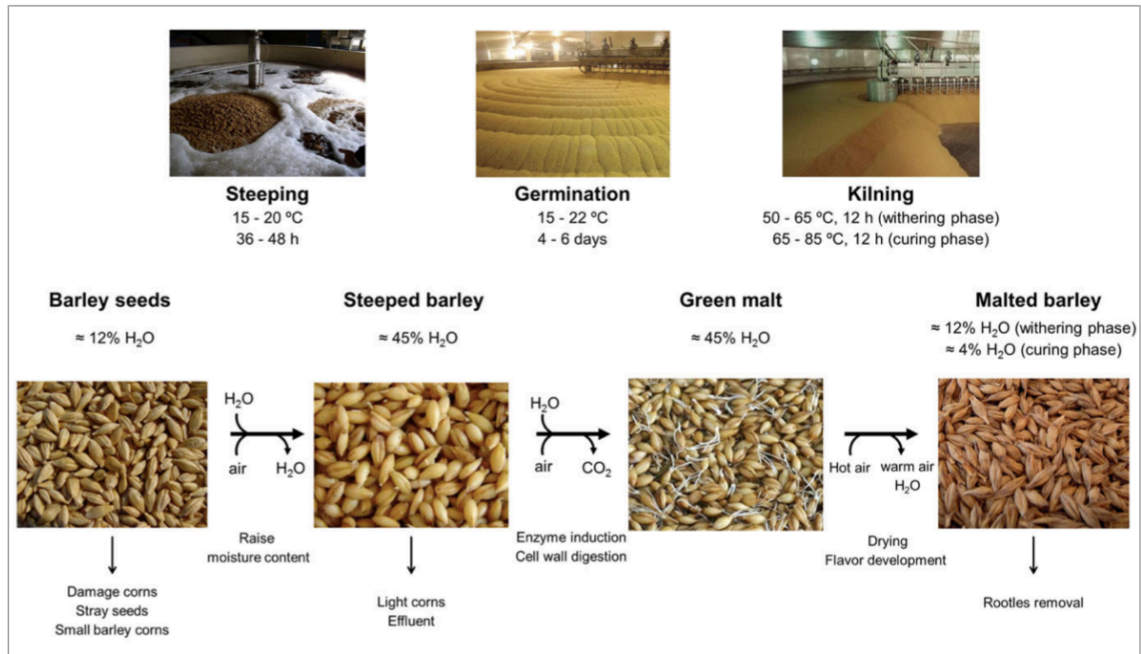 Steeping
15 - 20 ºC
36 - 48 h
Germination
15 - 22 ºC
4 - 6 days
Kilning
50 - 65 ºC, 12 h (withering phase)
65 - 85 ºC, 12 h (curing phase)
Barley seeds
≈ 12% H₂O
Steeped barley
≈ 45% H₂O
Green malt
≈ 45% H₂O
Malted barley
≈ 12% H₂O (withering phase)
≈ 4% H₂O (curing phase)
H₂O
air
H₂O
Raise
moisture content
H₂O
air
CO₂
Enzyme induction
Cell wall digestion
Hot air
warm air
H₂O
Drying
Flavor development
Damage corns
Stray seeds
Small barley corns
Light corns
Effluent
Rootles removal